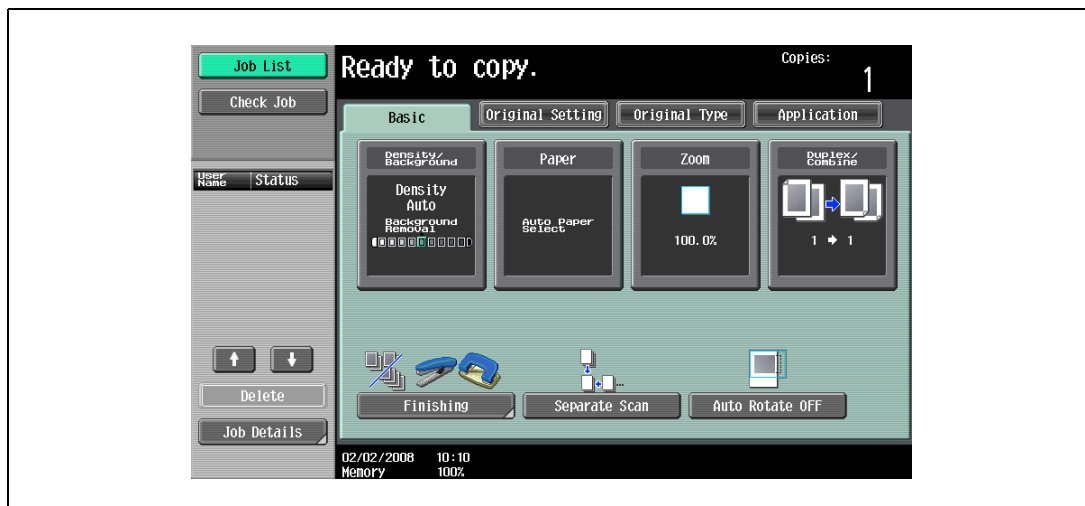 Job List
Check Job
User Name
Status
Delete
Job Details
Ready to copy.
Copies:
1
Basic
Original Setting
Original Type
Application
Density/
Background
Density
Auto
Background
Removal
Paper
Auto Paper
Select
Zoom
100.0%
Duplex/
Combine
1 → 1
Finishing
Separate Scan
Auto Rotate OFF
02/02/2008 10:10
Memory 100%